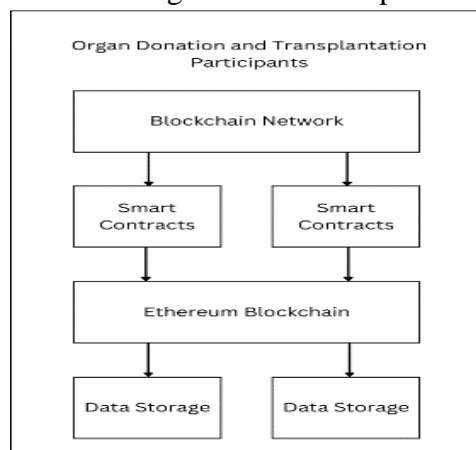 Organ Donation and Transplantation
Participants
Blockchain Network
Smart
Contracts
Smart
Contracts
Ethereum Blockchain
Data Storage
Data Storage